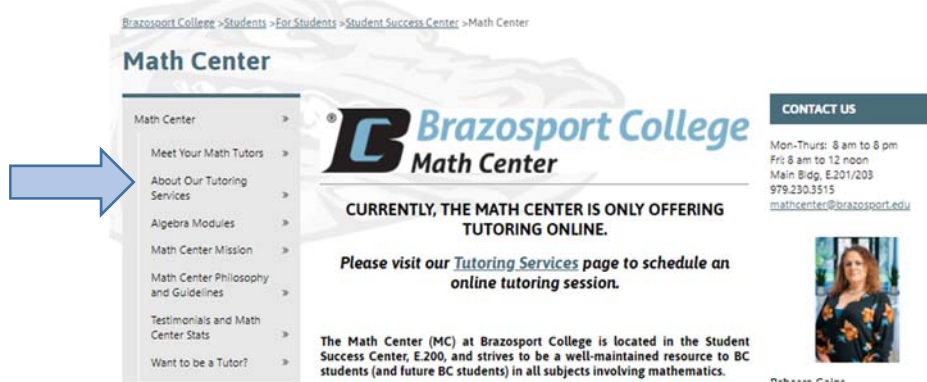 Brazosport College >Students >For Students >Student Success Center >Math Center
Math Center
Math Center »
Meet Your Math Tutors »
About Our Tutoring
Services »
Algebra Modules »
Math Center Mission »
Math Center Philosophy
and Guidelines »
Testimonials and Math
Center Stats »
Want to be a Tutor? »
® BC Brazosport College
Math Center
CURRENTLY, THE MATH CENTER IS ONLY OFFERING
TUTORING ONLINE.
Please visit our Tutoring Services page to schedule an
online tutoring session.
The Math Center (MC) at Brazosport College is located in the Student
Success Center, E.200, and strives to be a well-maintained resource to BC
students (and future BC students) in all subjects involving mathematics.
CONTACT US
Mon-Thurs: 8 am to 8 pm
Fri: 8 am to 12 noon
Main Bldg, E.201/203
979.230.3515
mathcenter@brazosport.edu